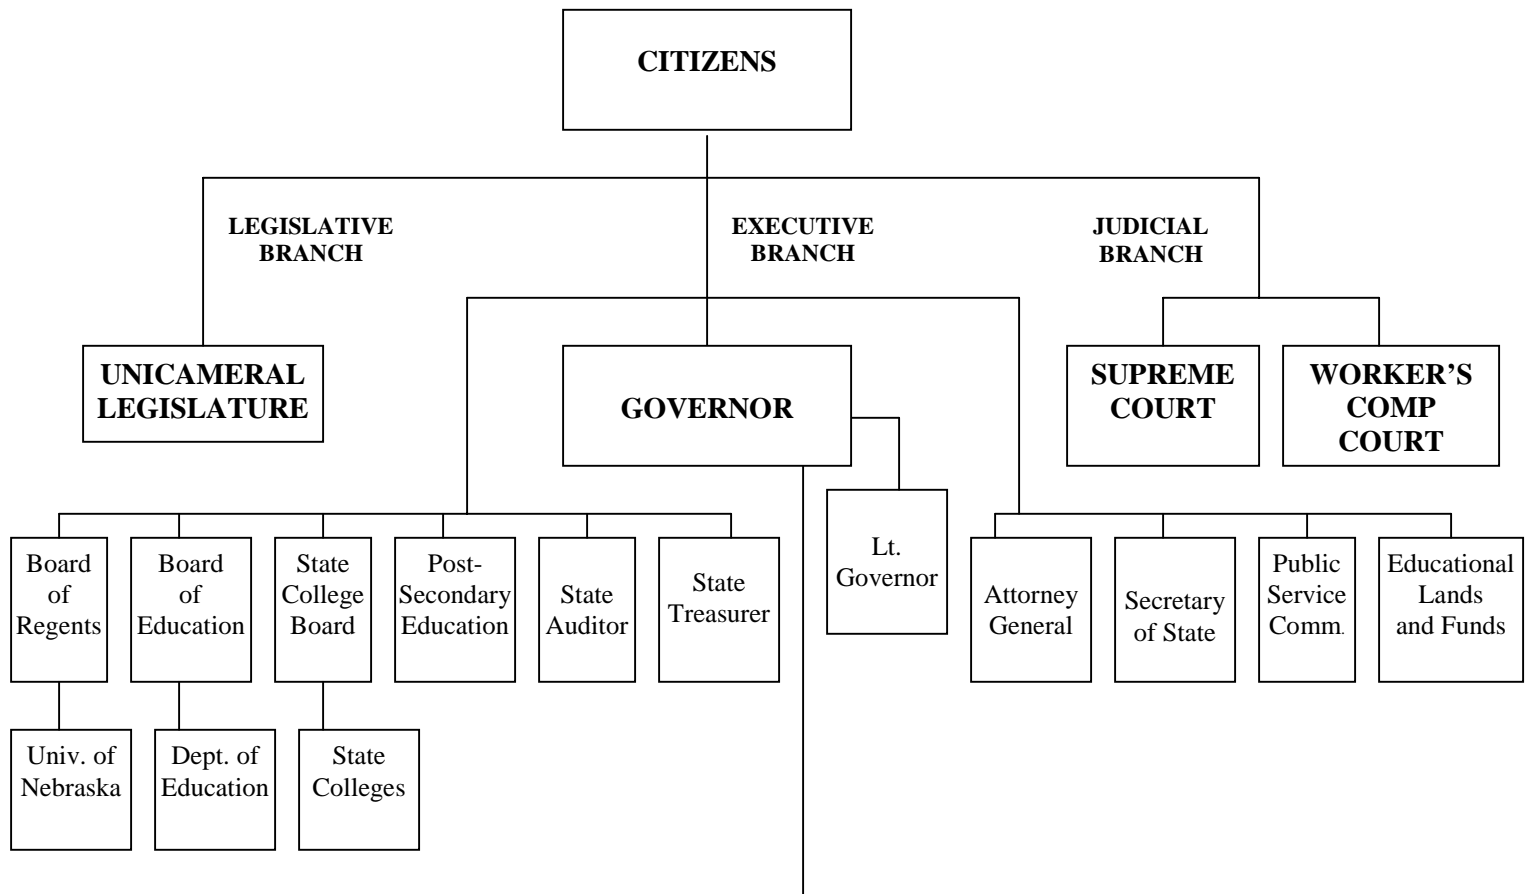 CITIZENS
LEGISLATIVE
BRANCH
EXECUTIVE
BRANCH
JUDICIAL
BRANCH
UNICAMERAL
LEGISLATURE
GOVERNOR
SUPREME
COURT
WORKER’S
COMP
COURT
Board
of
Regents
Board
of
Education
State
College
Board
Post-
Secondary
Education
State
Auditor
State
Treasurer
Lt.
Governor
Attorney
General
Secretary
of State
Public
Service
Comm.
Educational
Lands
and Funds
Univ. of
Nebraska
Dept. of
Education
State
Colleges